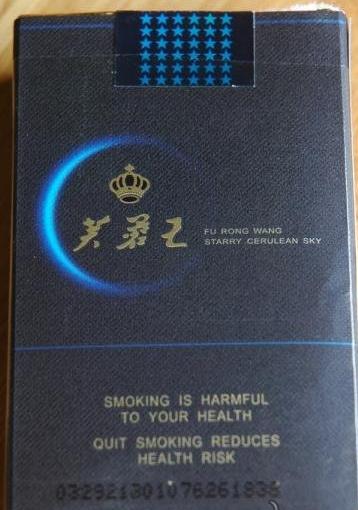 芙蓉王
FU RONG WANG
STARRY CERULEAN SKY
SMOKING IS HARMFUL
TO YOUR HEALTH
QUIT SMOKING REDUCES
HEALTH RISK